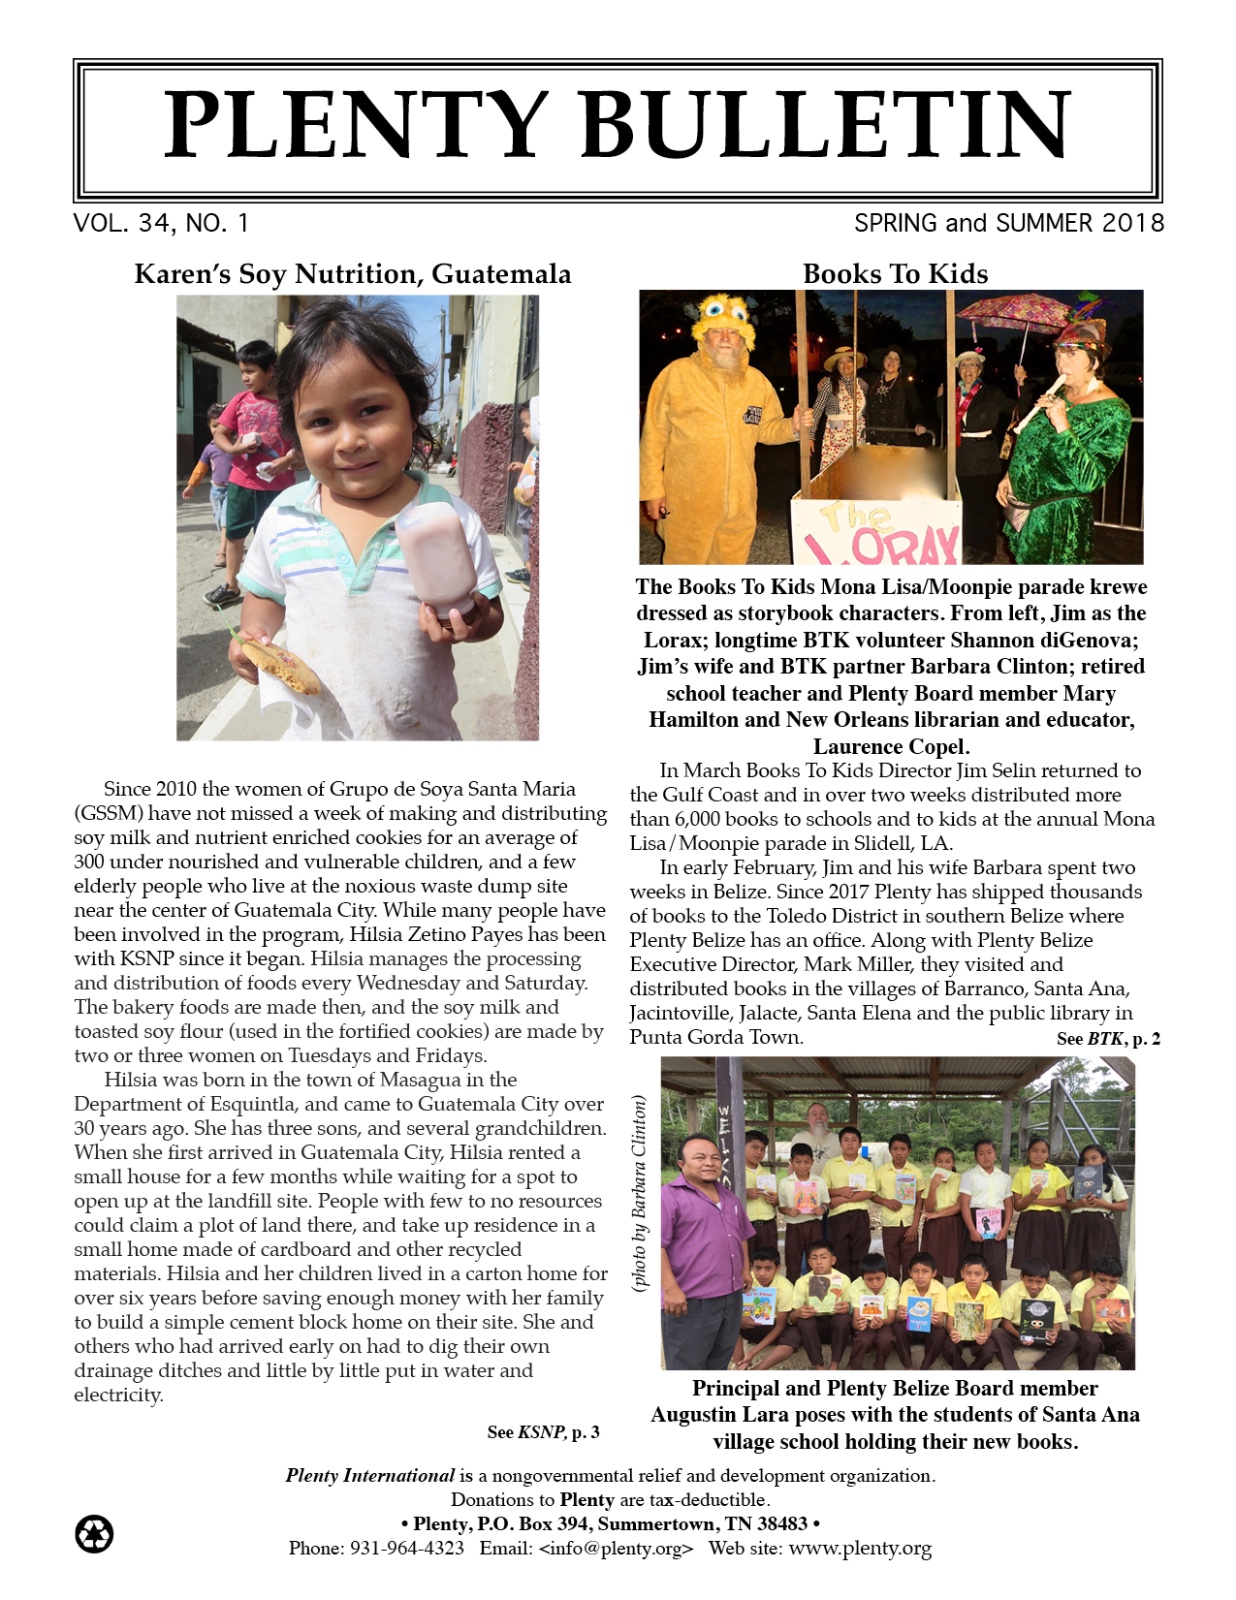 PLENTY BULLETIN
VOL. 34, NO. 1
SPRING and SUMMER 2018
Karen's Soy Nutrition, Guatemala
Since 2010 the women of Grupo de Soya Santa Maria
(GSSM) have not missed a week of making and distributing
soy milk and nutrient enriched cookies for an average of
300 under nourished and vulnerable children, and a few
elderly people who live at the noxious waste dump site
near the center of Guatemala City. While many people have
been involved in the program, Hilsia Zetino Payes has been
with KSNP since it began. Hilsia manages the processing
and distribution of foods every Wednesday and Saturday.
The bakery foods are made then, and the soy milk and
toasted soy flour (used in the fortified cookies) are made by
two or three women on Tuesdays and Fridays.
Hilsia was born in the town of Masagua in the
Department of Esquintla, and came to Guatemala City over
30 years ago. She has three sons, and several grandchildren.
When she first arrived in Guatemala City, Hilsia rented a
small house for a few months while waiting for a spot to
open up at the landfill site. People with few to no resources
could claim a plot of land there, and take up residence in a
small home made of cardboard and other recycled
materials. Hilsia and her children lived in a carton home for
over six years before saving enough money with her family
to build a simple cement block home on their site. She and
others who had arrived early on had to dig their own
drainage ditches and little by little put in water and
electricity.
See KSNP, p. 3
Books To Kids
The
LORAX
The Books To Kids Mona Lisa/Moonpie parade krewe
dressed as storybook characters. From left, Jim as the
Lorax; longtime BTK volunteer Shannon diGenova;
Jim's wife and BTK partner Barbara Clinton; retired
school teacher and Plenty Board member Mary
Hamilton and New Orleans librarian and educator,
Laurence Copel.
In March Books To Kids Director Jim Selin returned to
the Gulf Coast and in over two weeks distributed more
than 6,000 books to schools and to kids at the annual Mona
Lisa/Moonpie parade in Slidell, LA.
In early February, Jim and his wife Barbara spent two
weeks in Belize. Since 2017 Plenty has shipped thousands
of books to the Toledo District in southern Belize where
Plenty Belize has an office. Along with Plenty Belize
Executive Director, Mark Miller, they visited and
distributed books in the villages of Barranco, Santa Ana,
Jacintoville, Jalacte, Santa Elena and the public library in
Punta Gorda Town.
See BTK, p. 2
(photo by Barbara Clinton)
Principal and Plenty Belize Board member
Augustin Lara poses with the students of Santa Ana
village school holding their new books.
Plenty International is a nongovernmental relief and development organization.
Donations to Plenty are tax-deductible.
• Plenty, P.O. Box 394, Summertown, TN 38483 •
Phone: 931-964-4323 Email: <info@plenty.org> Web site: www.plenty.org